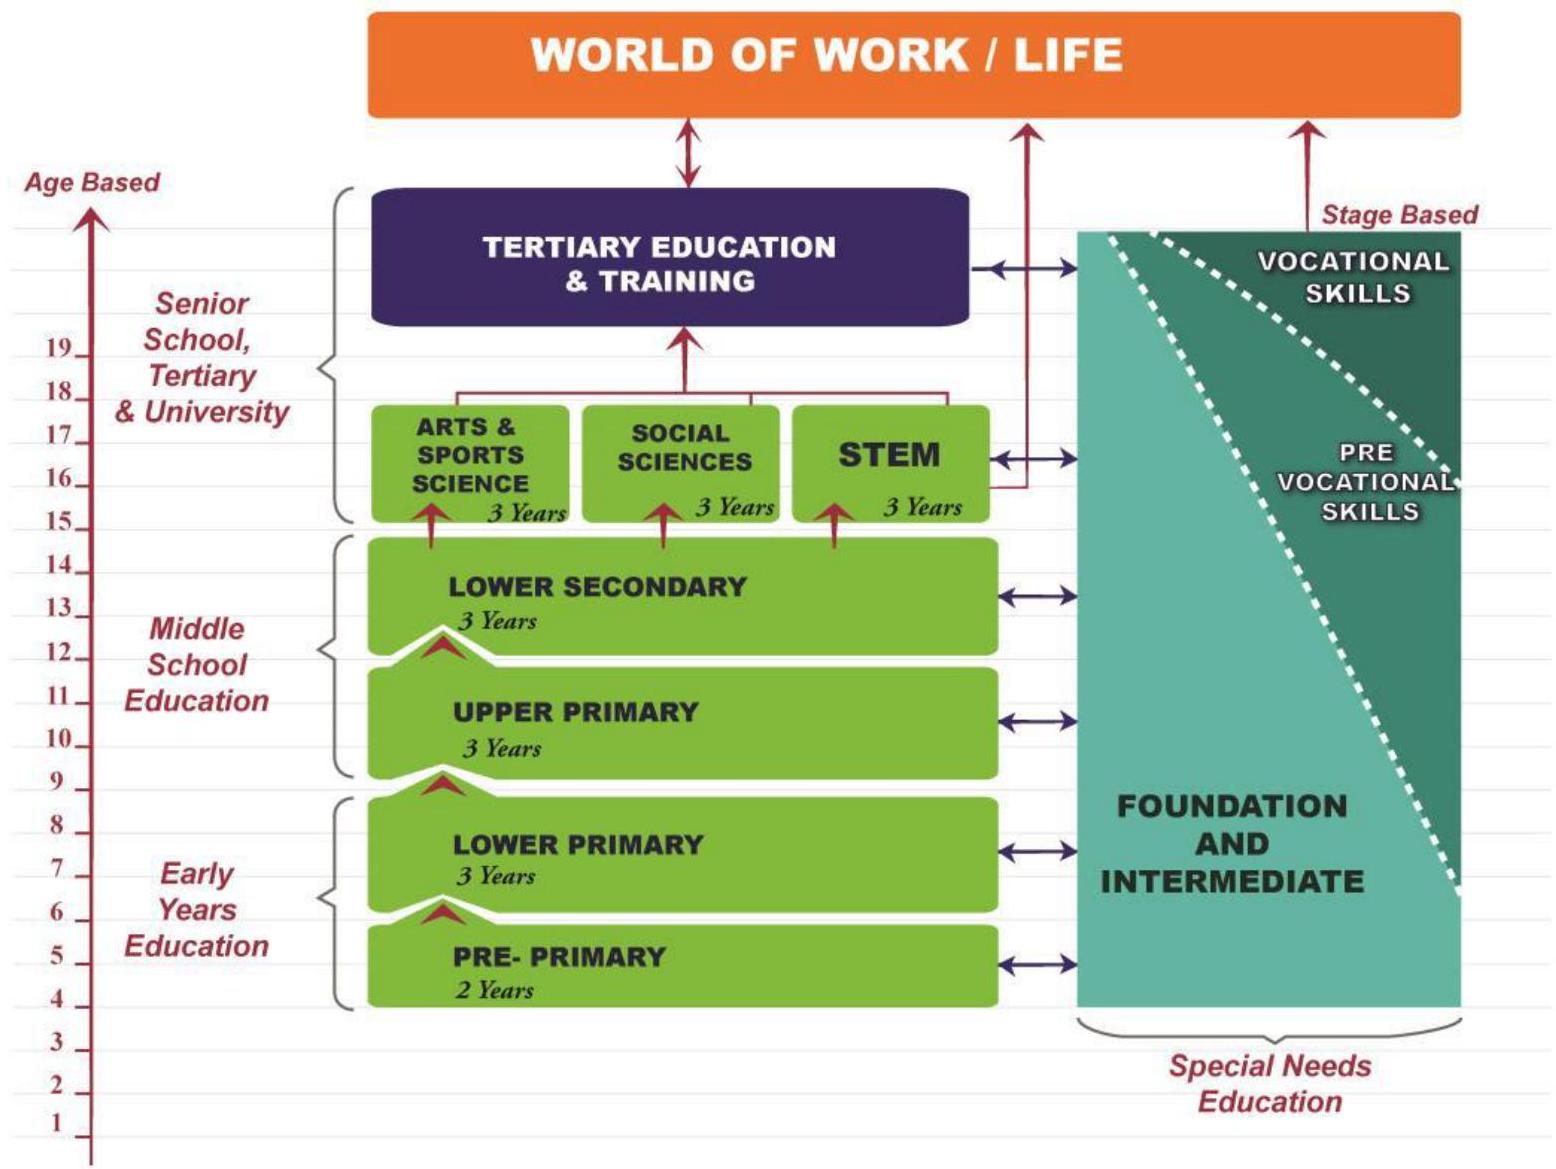 WORLD OF WORK / LIFE
Age Based
Stage Based
TERTIARY EDUCATION
& TRAINING
VOCATIONAL
SKILLS
Senior
School,
Tertiary
& University
19
18
17
16
15
14
13
12
11
10
9
8
7
6
5
4
3
2
1
ARTS &
SPORTS
SCIENCE
3 Years
SOCIAL
SCIENCES
3 Years
STEM
3 Years
PRE
VOCATIONAL
SKILLS
Middle
School
Education
LOWER SECONDARY
3 Years
UPPER PRIMARY
3 Years
Early
Years
Education
LOWER PRIMARY
3 Years
PRE- PRIMARY
2 Years
FOUNDATION
AND
INTERMEDIATE
Special Needs
Education